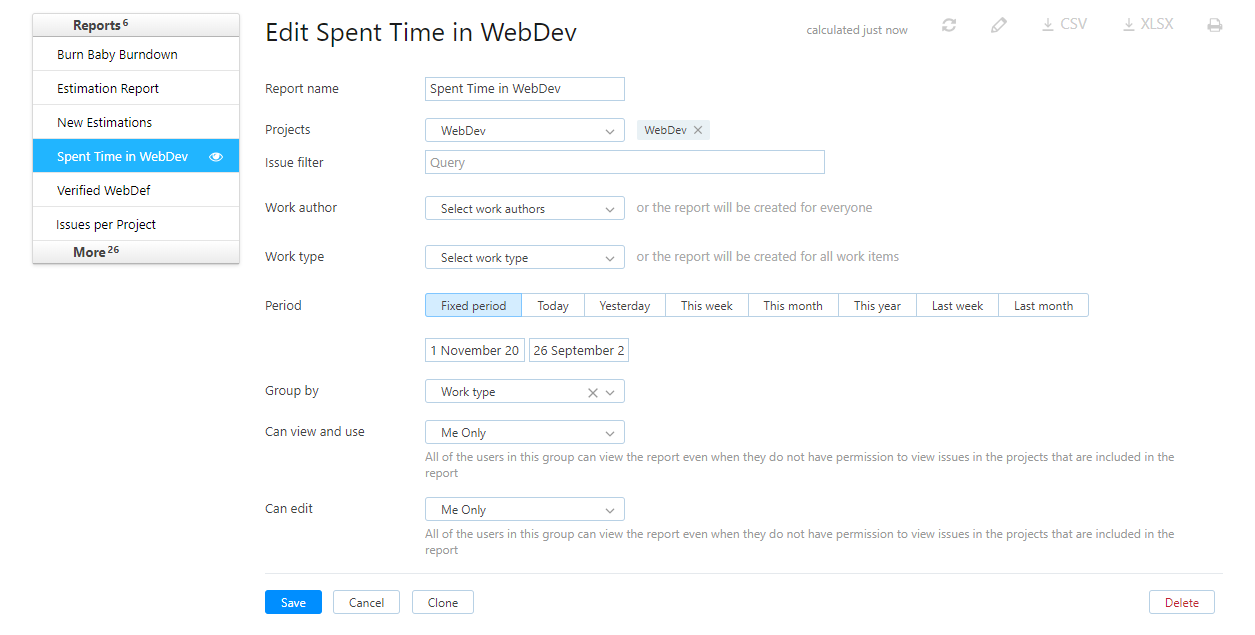 Reports 6
Burn Baby Burndown
Estimation Report
New Estimations
Spent Time in WebDev
Verified WebDef
Issues per Project
More 26
Edit Spent Time in WebDev
calculated just now
CSV
XLSX
Report name
Spent Time in WebDev
Projects
WebDev
WebDev
Issue filter
Query
Work author
Select work authors
or the report will be created for everyone
Work type
Select work type
or the report will be created for all work items
Period
Fixed period Today Yesterday This week This month This year Last week Last month
1 November 20 26 September 2
Group by
Work type
Can view and use
Me Only
All of the users in this group can view the report even when they do not have permission to view issues in the projects that are included in the
report
Can edit
Me Only
All of the users in this group can view the report even when they do not have permission to view issues in the projects that are included in the
report
Save Cancel Clone Delete